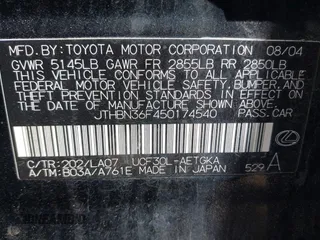 MFD. BY: TOYOTA MOTOR CORPORATION 08/04
GVWR 5145LB GAWR FR 2855LB RR 2850LB
THIS VEHICLE CONFORMS TO ALL APPLICABLE
FEDERAL MOTOR VEHICLE SAFETY, BUMPER, AND
THEFT PREVENTION STANDARDS IN EFFECT ON THE
DATE OF MANUFACTURE SHOWN ABOVE.
JTHBN36F450174540 PASS.CAR
C/TR: 202/LA07 UCF30L-AETGKA
A/TM: B03A/A761E MADE IN JAPAN 529 A